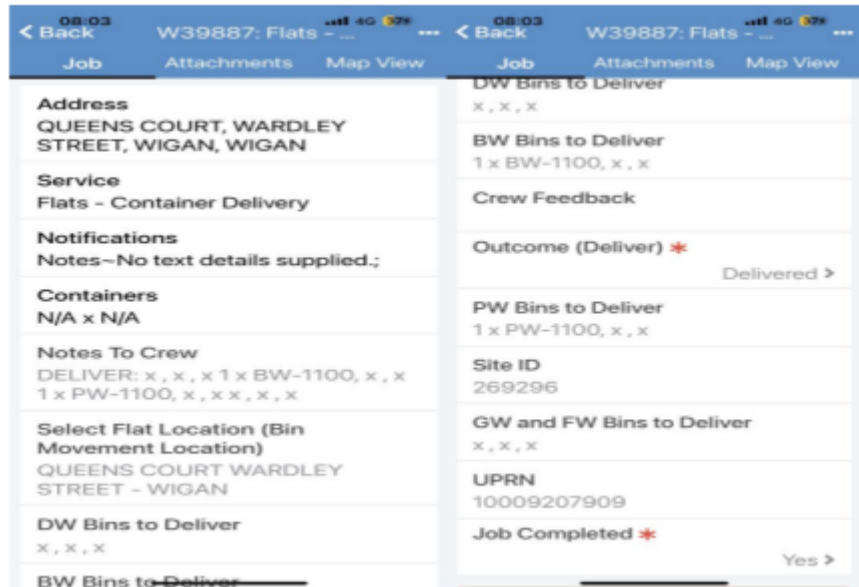 08:03
4G 37%
< Back
W39887: Flats - ...
...
Job
Attachments
Map View
Address
QUEENS COURT, WARDLEY
STREET, WIGAN, WIGAN
Service
Flats - Container Delivery
Notifications
Notes~No text details supplied.;
Containers
N/A x N/A
Notes To Crew
DELIVER: x , x , x 1 x BW-1100, x , x
1 x PW-1100, x , x x , x , x
Select Flat Location (Bin
Movement Location)
QUEENS COURT WARDLEY
STREET - WIGAN
DW Bins to Deliver
x , x , x
BW Bins to Deliver
08:03
4G 37%
< Back
W39887: Flats - ...
...
Job
Attachments
Map View
DW Bins to Deliver
x , x , x
BW Bins to Deliver
1 x BW-1100, x , x
Crew Feedback
Outcome (Deliver) *
Delivered >
PW Bins to Deliver
1 x PW-1100, x , x
Site ID
269296
GW and FW Bins to Deliver
x , x , x
UPRN
10009207909
Job Completed *
Yes >